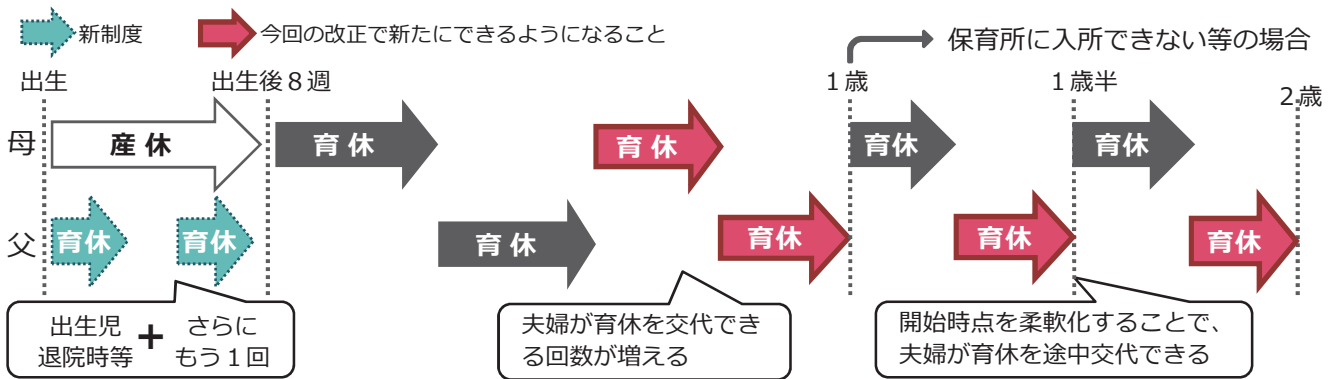 新制度
今回の改正で新たにできるようになること
保育所に入所できない等の場合
出生
出生後８週
１歳
１歳半
２歳
母
産休
育休
育休
育休
育休
父
育休
育休
育休
育休
育休
育休
出生児
退院時等
+
さらに
もう１回
夫婦が育休を交代でき
る回数が増える
開始時点を柔軟化することで、
夫婦が育休を途中交代できる